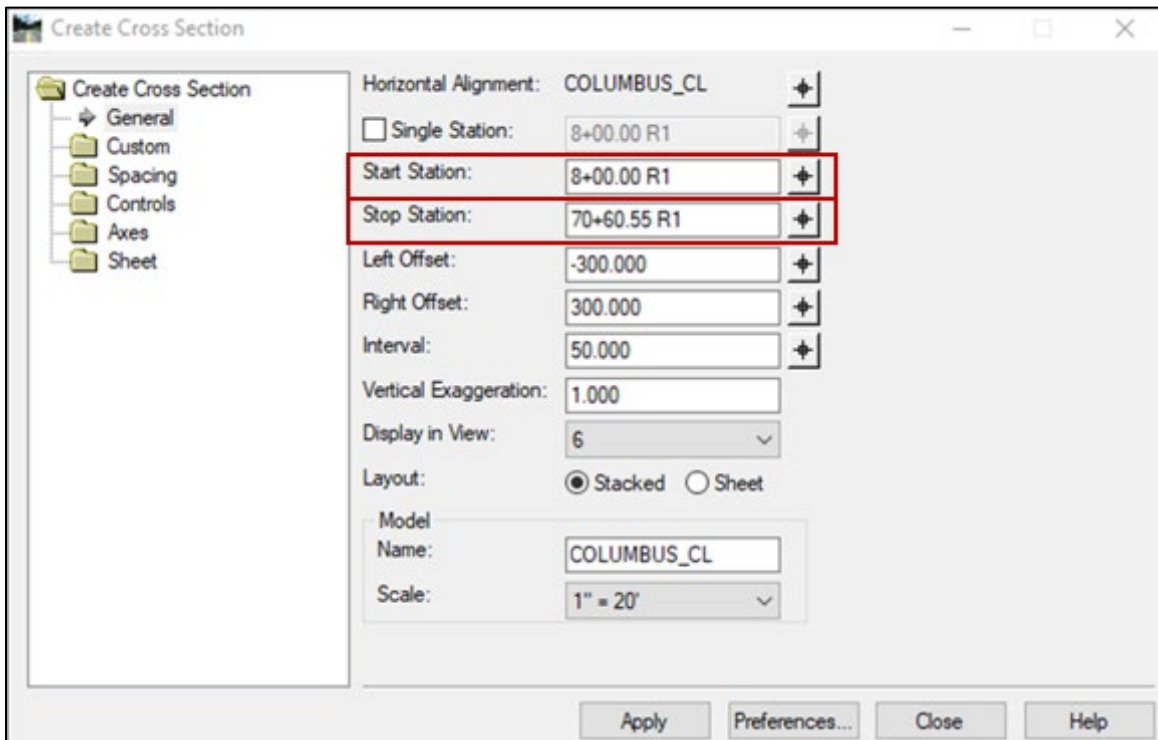 Create Cross Section
Create Cross Section
General
Custom
Spacing
Controls
Axes
Sheet
Horizontal Alignment: COLUMBUS_CL
Single Station: 8+00.00 R1
Start Station: 8+00.00 R1
Stop Station: 70+60.55 R1
Left Offset: -300.000
Right Offset: 300.000
Interval: 50.000
Vertical Exaggeration: 1.000
Display in View: 6
Layout: Stacked Sheet
Model
Name: COLUMBUS_CL
Scale: 1" = 20'
Apply Preferences... Close Help